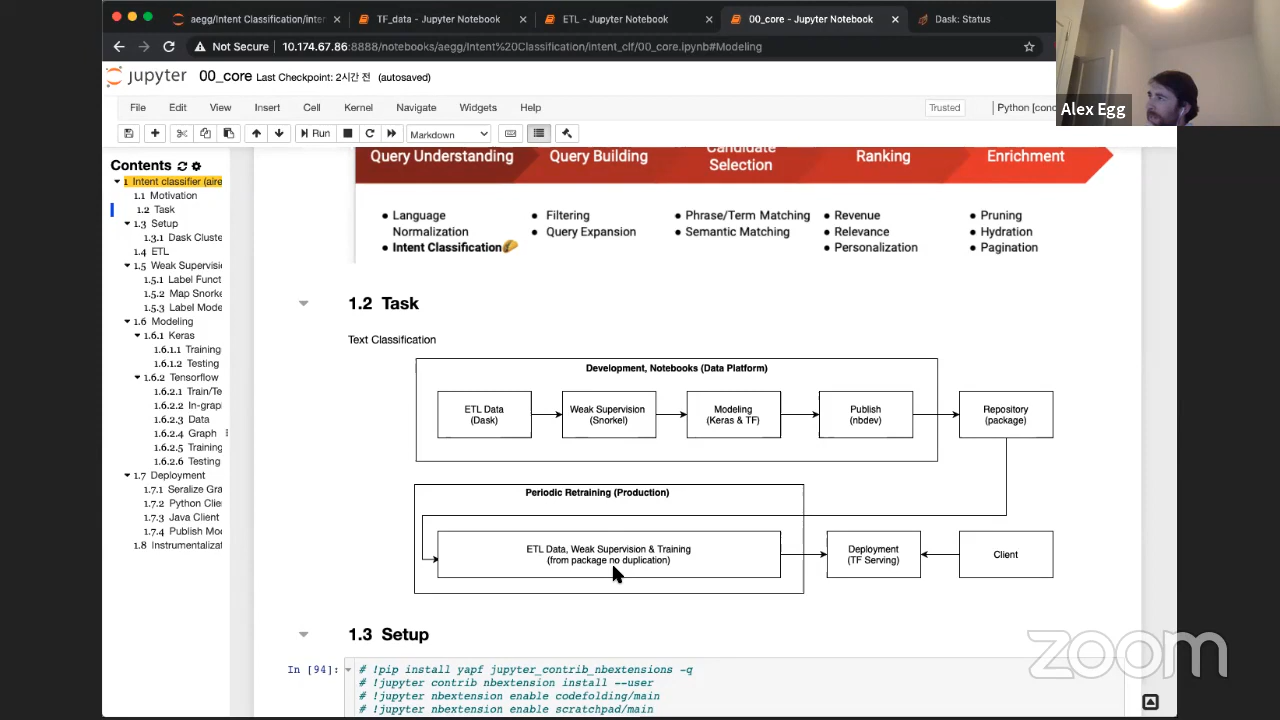 aegg/Intent Classification/inter
TF_data - Jupyter Notebook
ETL - Jupyter Notebook
00_core - Jupyter Notebook
Dask: Status
Not Secure
10.174.67.86:8888/notebooks/aegg/Intent%20Classification/intent_clf/00_core.ipynb#Modeling
jupyter 00_core Last Checkpoint: 2시간 전 (autosaved)
File Edit View Insert Cell Kernel Navigate Widgets Help
Trusted
Python [cond
Run
Markdown
Alex Egg
Contents
1 Intent classifier (aire
1.1 Motivation
1.2 Task
1.3 Setup
1.3.1 Dask Cluste
1.4 ETL
1.5 Weak Supervisi
1.5.1 Label Funct
1.5.2 Map Snorke
1.5.3 Label Mode
1.6 Modeling
1.6.1 Keras
1.6.1.1 Training
1.6.1.2 Testing
1.6.2 Tensorflow
1.6.2.1 Train/Te
1.6.2.2 In-grap
1.6.2.3 Data
1.6.2.4 Graph
1.6.2.5 Training
1.6.2.6 Testing
1.7 Deployment
1.7.1 Seralize Gra
1.7.2 Python Clie
1.7.3 Java Client
1.7.4 Publish Mo
1.8 Instrumentaliza
Query Understanding
Query Building
Candidate
Selection
Ranking
Enrichment
Language
Normalization
Intent Classification
Filtering
Query Expansion
Phrase/Term Matching
Semantic Matching
Revenue
Relevance
Personalization
Pruning
Hydration
Pagination
1.2 Task
Text Classification
Development, Notebooks (Data Platform)
ETL Data
(Dask)
Weak Supervision
(Snorkel)
Modeling
(Keras & TF)
Publish
(nbdev)
Repository
(package)
Periodic Retraining (Production)
ETL Data, Weak Supervision & Training
(from package no duplication)
Deployment
(TF Serving)
Client
1.3 Setup
In [94]:
# !pip install yapf jupyter_contrib_nbextensions -q
# !jupyter contrib nbextension install --user
# !jupyter nbextension enable codefolding/main
# !jupyter nbextension enable scratchpad/main
zoom